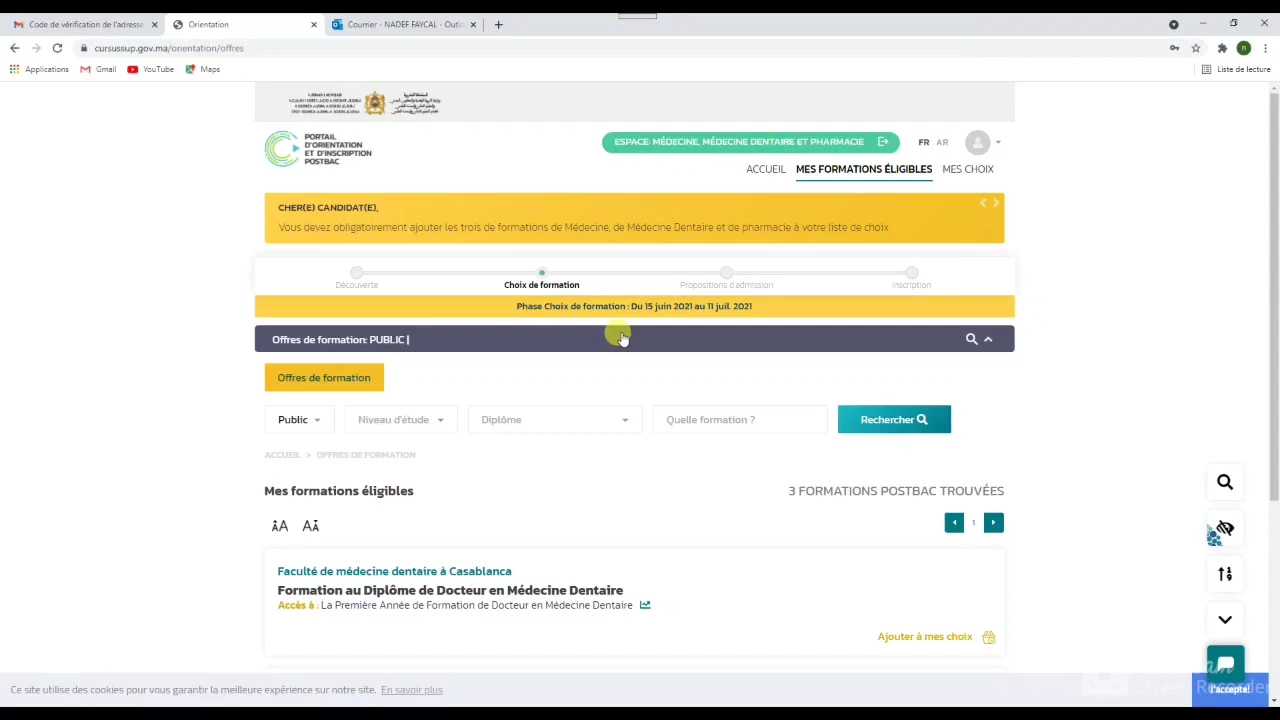 Code de vérification de l'adresse
Orientation
Courrier - NADEF FAYCAL - Outlo
cursussup.gov.ma/orientation/offres
n
Applications
Gmail
YouTube
Maps
Liste de lecture
PORTAIL
D'ORIENTATION
ET D'INSCRIPTION
POSTBAC
ESPACE: MÉDECINE, MÉDECINE DENTAIRE ET PHARMACIE
FR AR
ACCUEIL MES FORMATIONS ÉLIGIBLES MES CHOIX
CHER(E) CANDIDAT(E),
Vous devez obligatoirement ajouter les trois de formations de Médecine, de Médecine Dentaire et de pharmacie à votre liste de choix
Découverte
Choix de formation
Propositions d'admission
Inscription
Phase Choix de formation : Du 15 juin 2021 au 11 juil. 2021
Offres de formation: PUBLIC |
Offres de formation
Public
Niveau d'étude
Diplôme
Quelle formation ?
Rechercher
ACCUEIL > OFFRES DE FORMATION
Mes formations éligibles
3 FORMATIONS POSTBAC TROUVÉES
AA AA
1
Faculté de médecine dentaire à Casablanca
Formation au Diplôme de Docteur en Médecine Dentaire
Accès à : La Première Année de Formation de Docteur en Médecine Dentaire
Ajouter à mes choix
Ce site utilise des cookies pour vous garantir la meilleure expérience sur notre site. En savoir plus
J'accepte!
Recorder